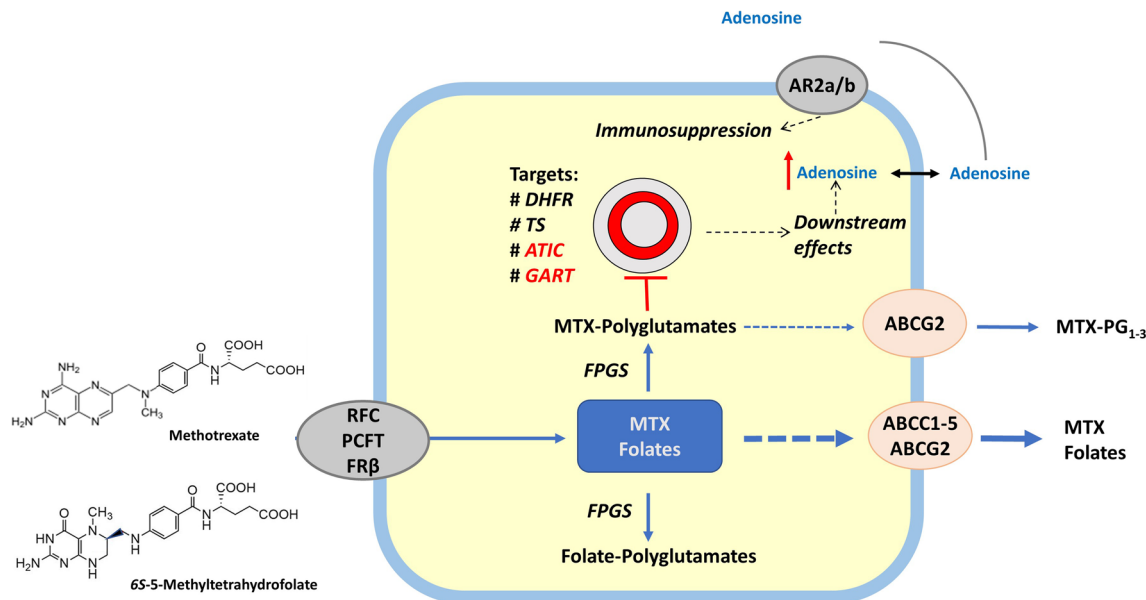 Adenosine
AR2a/b
Immunosuppression
Adenosine
Adenosine
Targets:
# DHFR
# TS
# ATIC
# GART
Downstream
effects
MTX-Polyglutamates
ABCG2
MTX-PG1-3
FPGS
MTX
Folates
RFC
PCFT
FRβ
ABCC1-5
ABCG2
MTX
Folates
FPGS
Folate-Polyglutamates
NH2
N
N
N
N
H2N
N
CH3
O
N
H
COOH
COOH
Methotrexate
O
CH3
HN
N
H2N
N
N
H
N
H
O
N
H
COOH
COOH
6S-5-Methyltetrahydrofolate